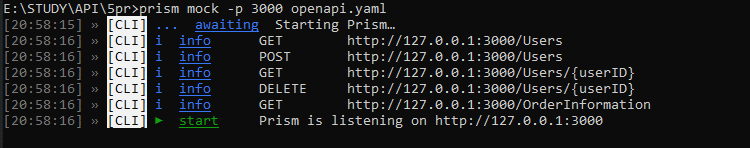 E:\STUDY\API\5pr>prism mock -p 3000 openapi.yaml
[20:58:15] » [CLI] ... awaiting Starting Prism…
[20:58:16] » [CLI] i info GET http://127.0.0.1:3000/Users
[20:58:16] » [CLI] i info POST http://127.0.0.1:3000/Users
[20:58:16] » [CLI] i info GET http://127.0.0.1:3000/Users/{userID}
[20:58:16] » [CLI] i info DELETE http://127.0.0.1:3000/Users/{userID}
[20:58:16] » [CLI] i info GET http://127.0.0.1:3000/OrderInformation
[20:58:16] » [CLI] ► start Prism is listening on http://127.0.0.1:3000